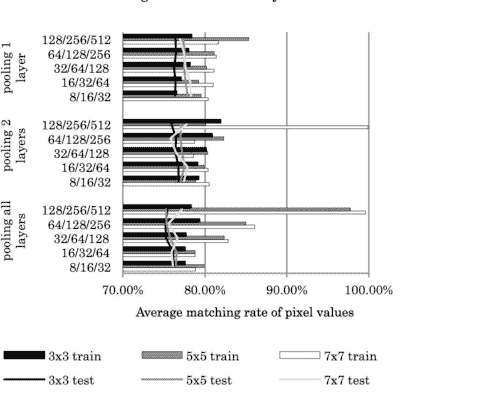 pooling 1
layer
128/256/512
64/128/256
32/64/128
16/32/64
8/16/32
pooling 2
layers
128/256/512
64/128/256
32/64/128
16/32/64
8/16/32
pooling all
layers
128/256/512
64/128/256
32/64/128
16/32/64
8/16/32
70.00% 80.00% 90.00% 100.00%
Average matching rate of pixel values
3x3 train 5x5 train 7x7 train
3x3 test 5x5 test 7x7 test